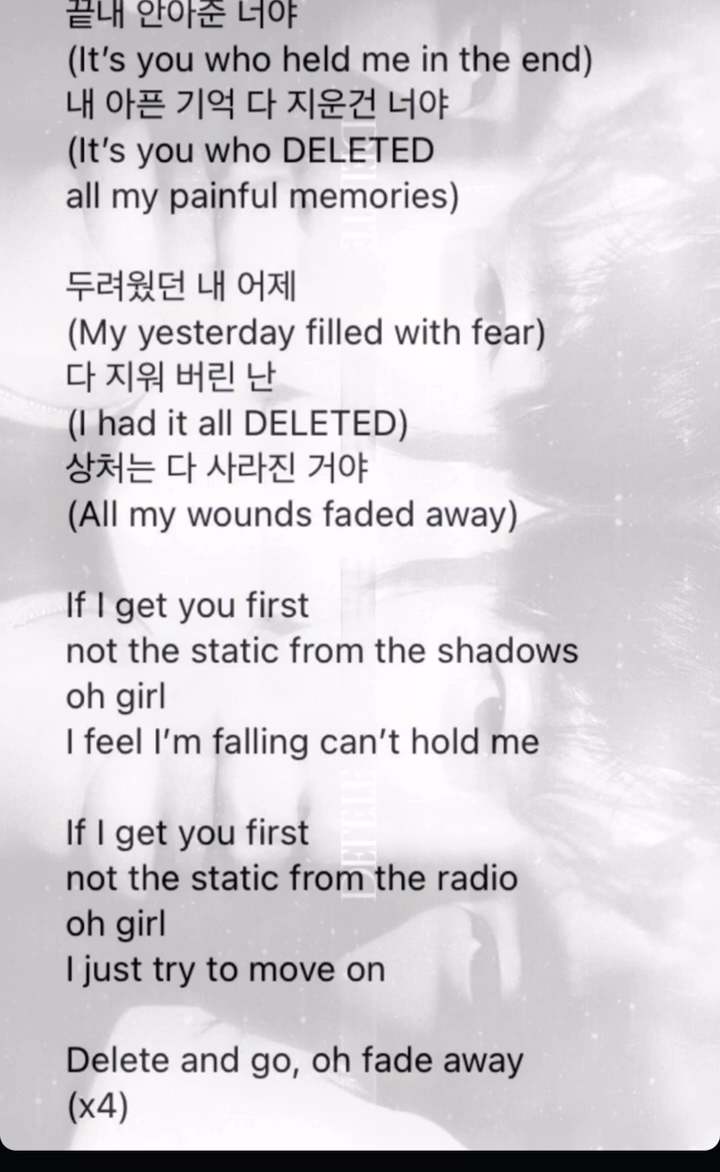 끝내 안아준 너야
(It's you who held me in the end)
내 아픈 기억 다 지운건 너야
(It's you who DELETED
all my painful memories)
두려웠던 내 어제
(My yesterday filled with fear)
다 지워 버린 난
(I had it all DELETED)
상처는 다 사라진 거야
(All my wounds faded away)
If I get you first
not the static from the shadows
oh girl
I feel I'm falling can't hold me
If I get you first
not the static from the radio
oh girl
I just try to move on
Delete and go, oh fade away
(x4)
DELETE
DELETE